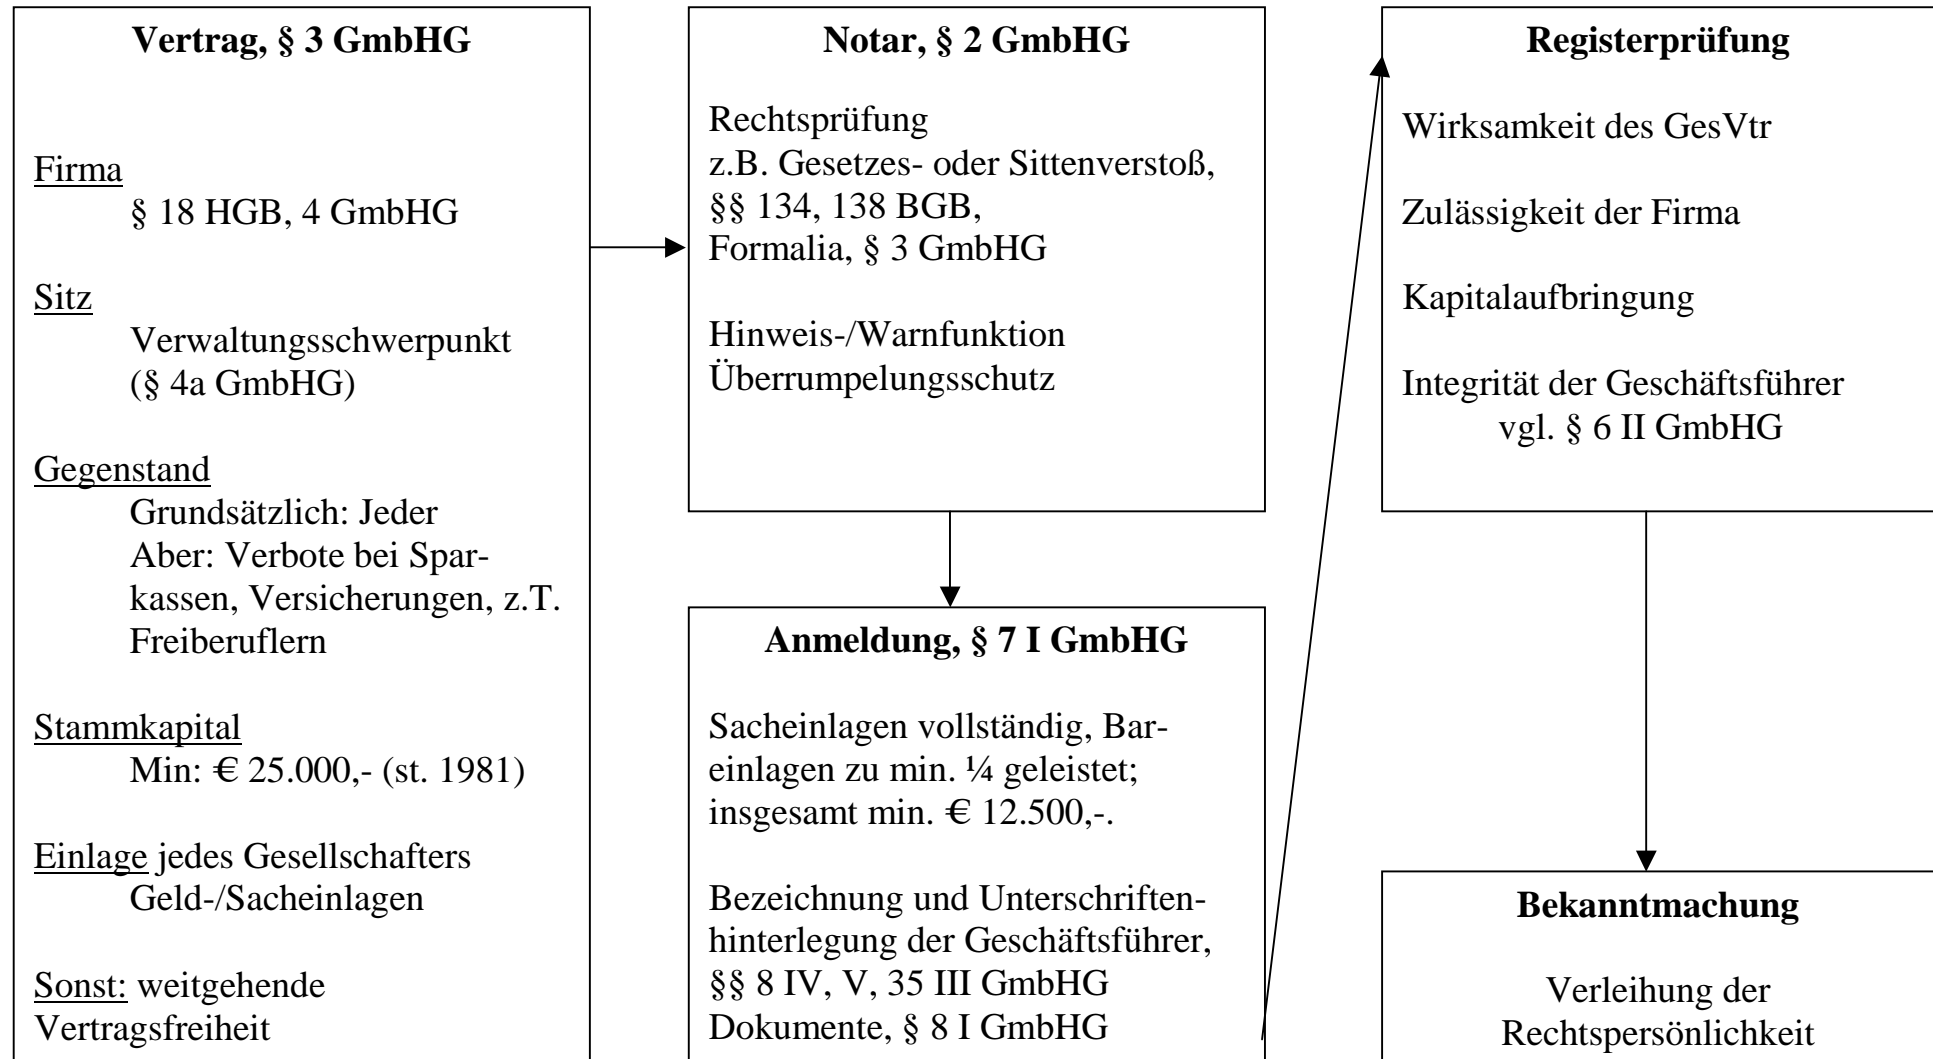 Vertrag, § 3 GmbHG
Firma
§ 18 HGB, 4 GmbHG
Sitz
Verwaltungsschwerpunkt
(§ 4a GmbHG)
Gegenstand
Grundsätzlich: Jeder
Aber: Verbote bei Spar-
kassen, Versicherungen, z.T.
Freiberuflern
Stammkapital
Min: € 25.000,- (st. 1981)
Einlage jedes Gesellschafters
Geld-/Sacheinlagen
Sonst: weitgehende
Vertragsfreiheit
Notar, § 2 GmbHG
Rechtsprüfung
z.B. Gesetzes- oder Sittenverstoß,
§§ 134, 138 BGB,
Formalia, § 3 GmbHG
Hinweis-/Warnfunktion
Überrumpelungsschutz
Anmeldung, § 7 I GmbHG
Sacheinlagen vollständig, Bar-
einlagen zu min. ¼ geleistet;
insgesamt min. € 12.500,-.
Bezeichnung und Unterschriften-
hinterlegung der Geschäftsführer,
§§ 8 IV, V, 35 III GmbHG
Dokumente, § 8 I GmbHG
Registerprüfung
Wirksamkeit des GesVtr
Zulässigkeit der Firma
Kapitalaufbringung
Integrität der Geschäftsführer
vgl. § 6 II GmbHG
Bekanntmachung
Verleihung der
Rechtspersönlichkeit